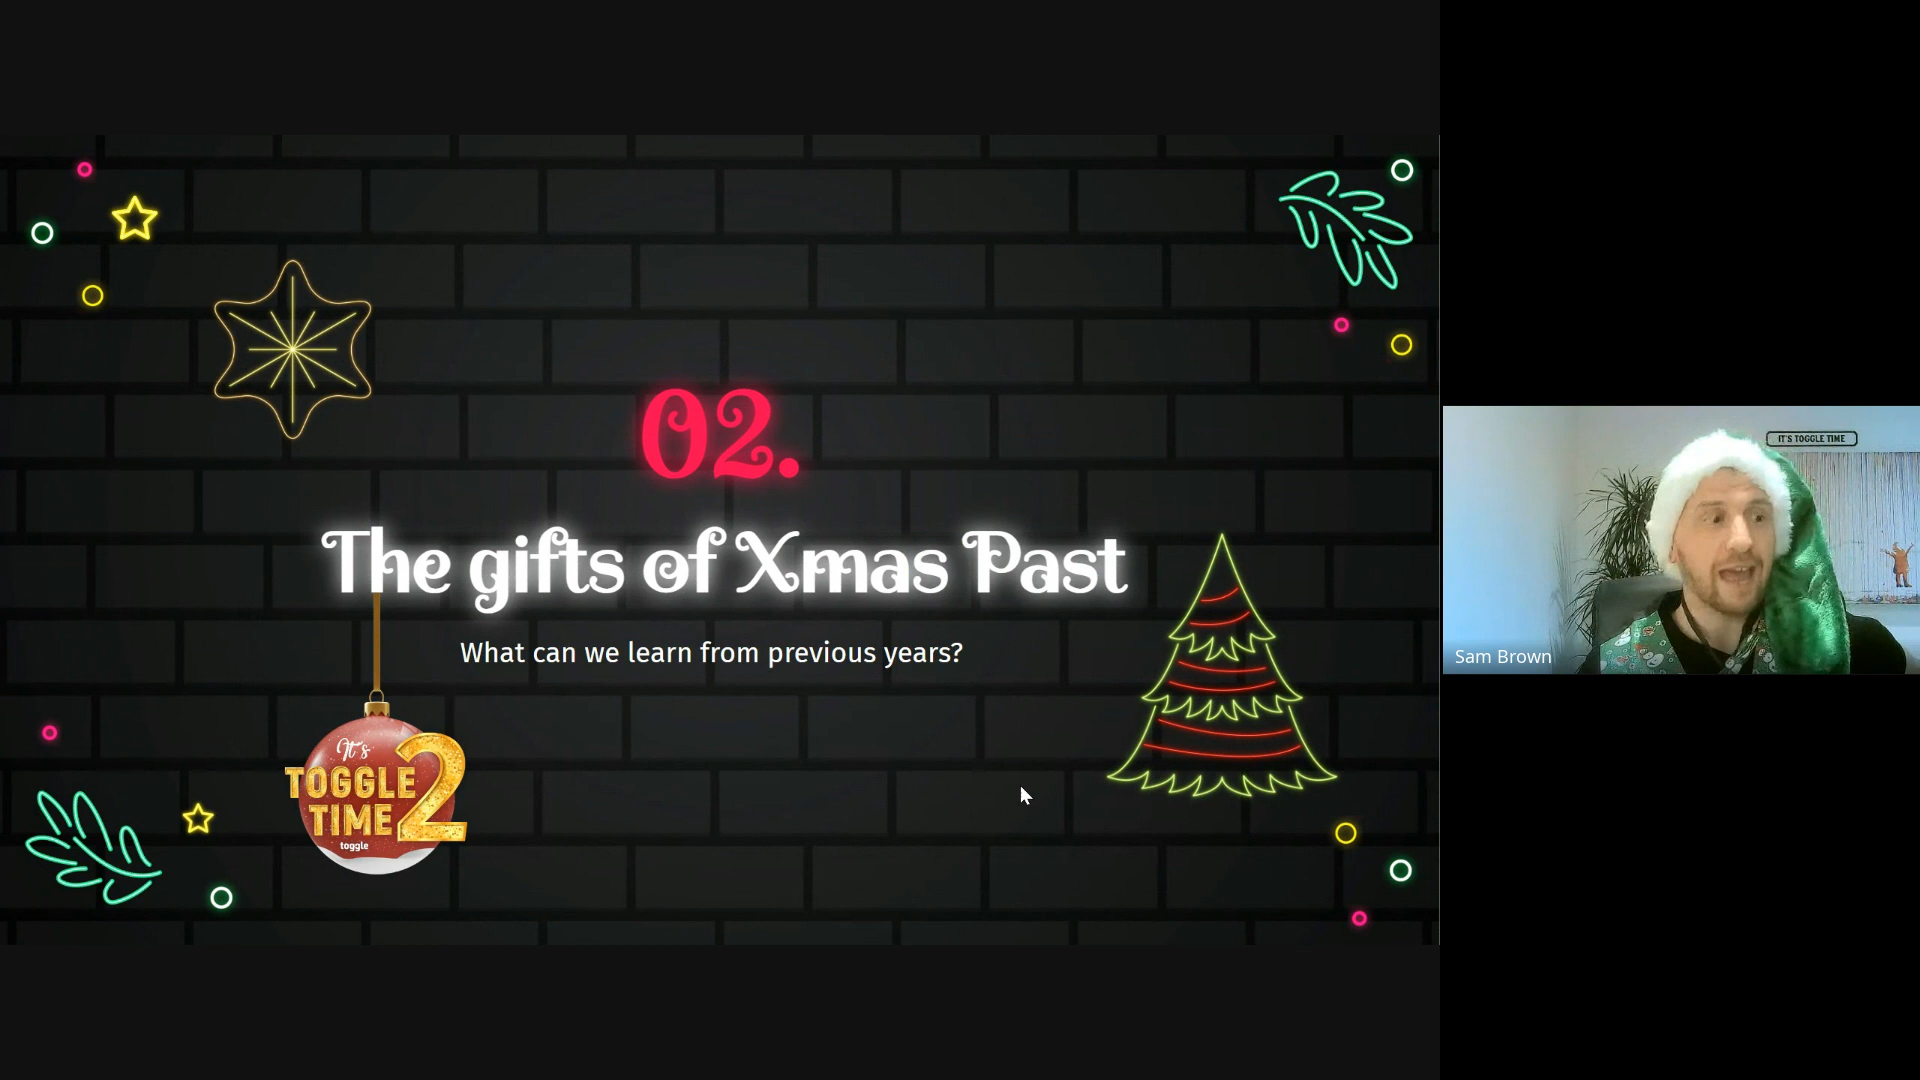 02.
The gifts of Xmas Past
What can we learn from previous years?
It's
TOGGLE
TIME 2
toggle
IT'S TOGGLE TIME
Sam Brown